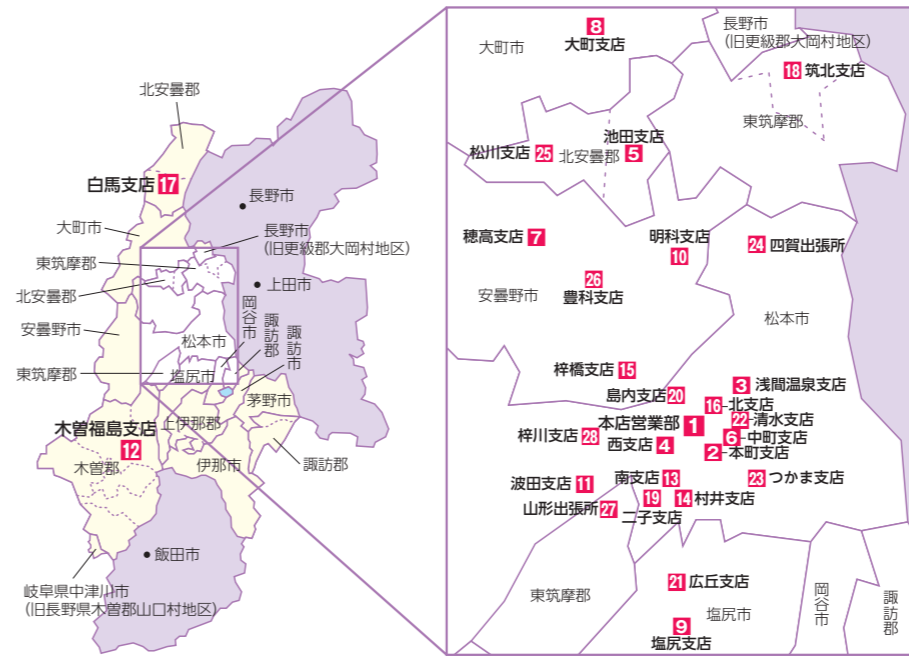 北安曇郡
白馬支店 17
大町市
長野市
長野市
(旧更級郡大岡村地区)
東筑摩郡
北安曇郡
上田市
安曇野市
松本市
岡谷市
諏訪郡
諏訪市
東筑摩郡
塩尻市
茅野市
木曽福島支店
12
上伊那郡
木曽郡
伊那市
諏訪郡
飯田市
岐阜県中津川市
(旧長野県木曽郡山口村地区)
大町市
8
大町支店
長野市
(旧更級郡大岡村地区)
18 筑北支店
東筑摩郡
池田支店
松川支店 25
北安曇郡 5
穂高支店 7
明科支店
10
24 四賀出張所
26
豊科支店
安曇野市
松本市
梓橋支店 15
3 浅間温泉支店
島内支店 20
16 北支店
本店営業部 1
22 清水支店
梓川支店 28
西支店 4
6 中町支店
2 本町支店
波田支店 11
南支店 13
23 つかま支店
山形出張所 27
19
二子支店
14 村井支店
21 広丘支店
東筑摩郡
塩尻市
9
塩尻支店
岡谷市
諏訪郡